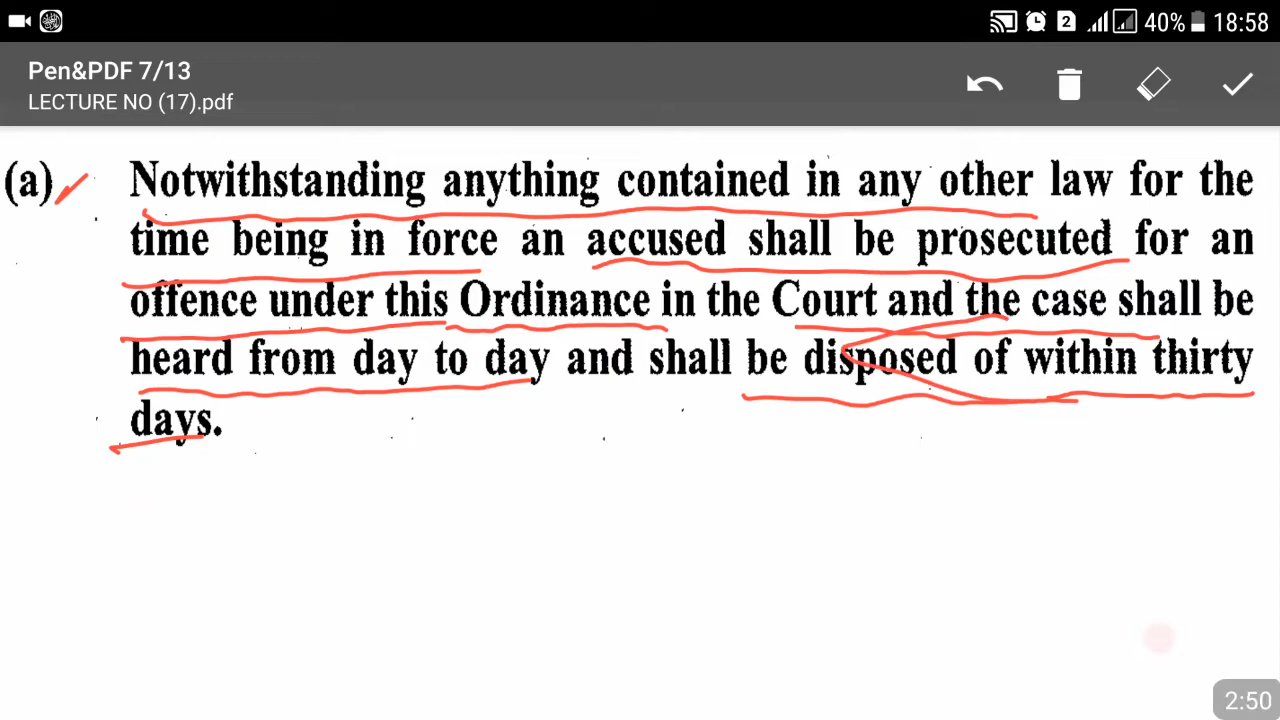 40% 18:58
Pen&PDF 7/13
LECTURE NO (17).pdf
(a) Notwithstanding anything contained in any other law for the
time being in force an accused shall be prosecuted for an
offence under this Ordinance in the Court and the case shall be
heard from day to day and shall be disposed of within thirty
days.
2:50